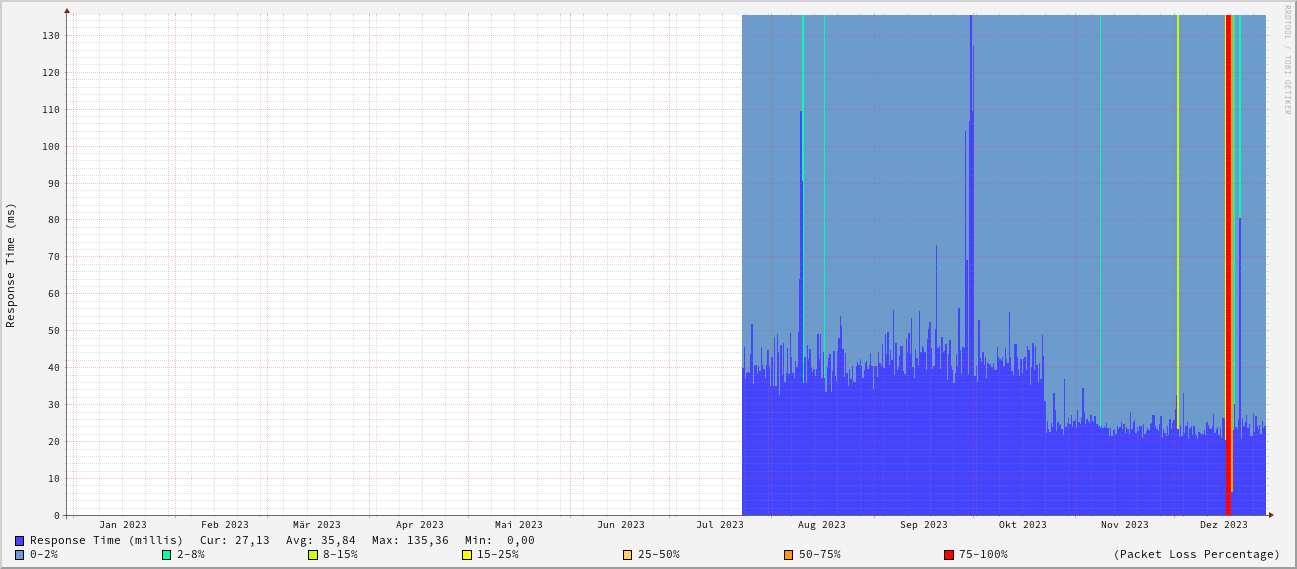 RRDTOOL / TOBI OETIKER
Response Time (ms)
130
120
110
100
90
80
70
60
50
40
30
20
10
0
Jan 2023 Feb 2023 Mär 2023 Apr 2023 Mai 2023 Jun 2023 Jul 2023 Aug 2023 Sep 2023 Okt 2023 Nov 2023 Dez 2023
Response Time (millis) Cur: 27,13 Avg: 35,84 Max: 135,36 Min: 0,00
0-2% 2-8% 8-15% 15-25% 25-50% 50-75% 75-100% (Packet Loss Percentage)